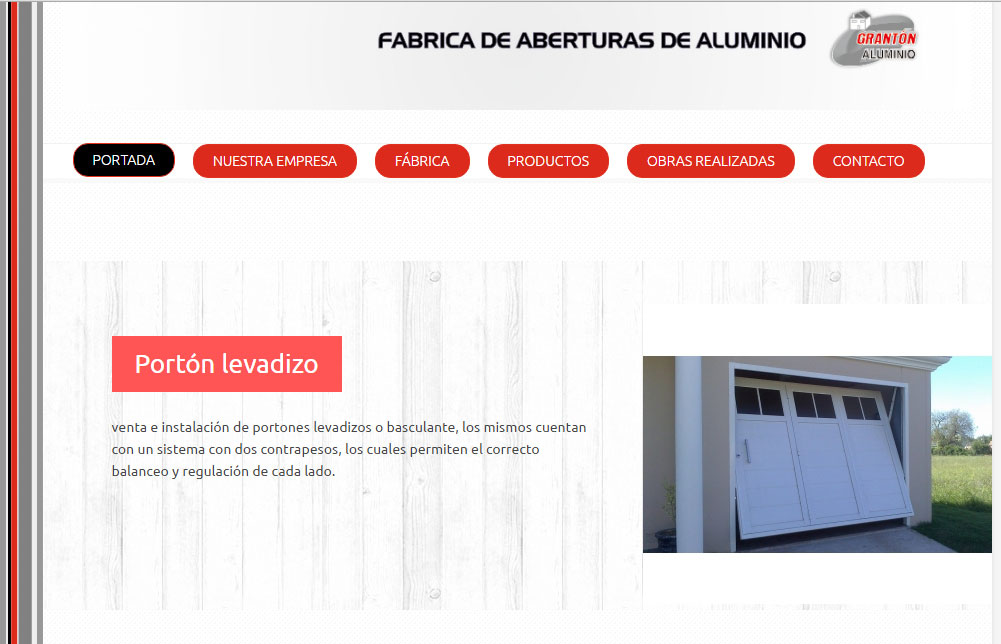 FABRICA DE ABERTURAS DE ALUMINIO
GRANTON
ALUMINIO
PORTADA NUESTRA EMPRESA FÁBRICA PRODUCTOS OBRAS REALIZADAS CONTACTO
Portón levadizo
venta e instalación de portones levadizos o basculante, los mismos cuentan
con un sistema con dos contrapesos, los cuales permiten el correcto
balanceo y regulación de cada lado.